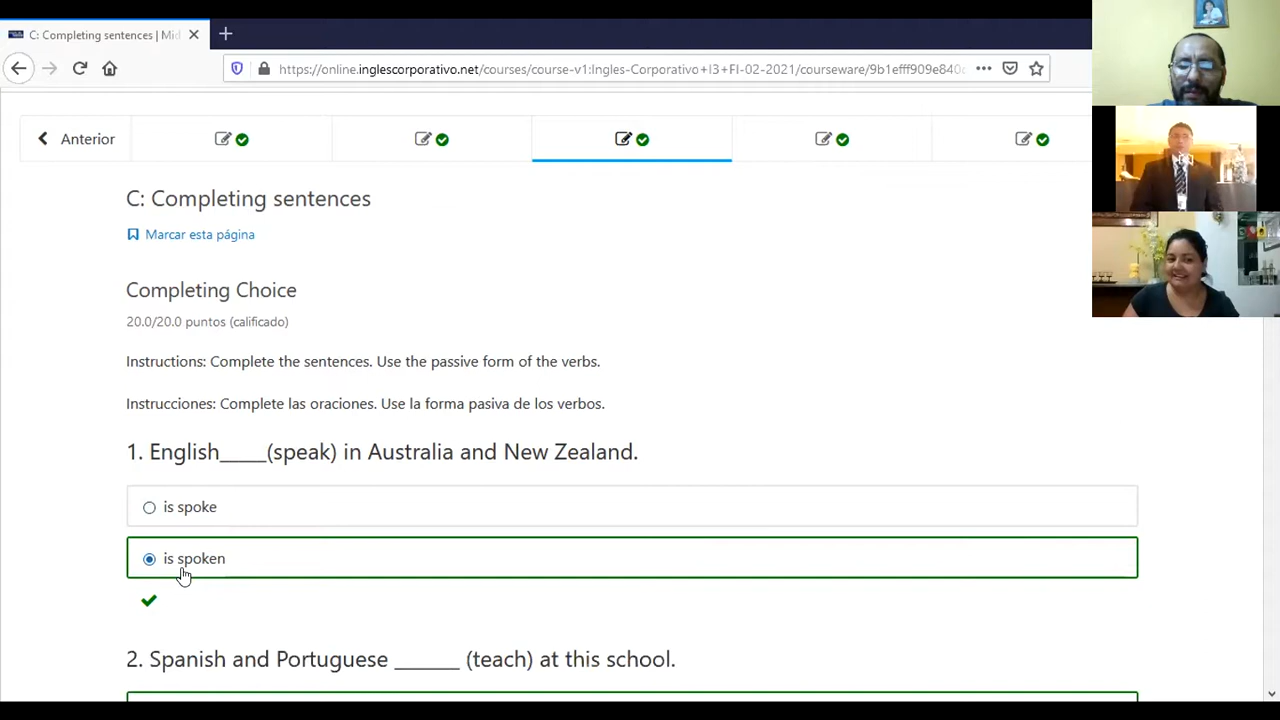 C: Completing sentences | Mid
https://online.inglescorporativo.net/courses/course-v1:Ingles-Corporativo+I3+FI-02-2021/courseware/9b1efff909e840
Anterior
C: Completing sentences
Marcar esta página
Completing Choice
20.0/20.0 puntos (calificado)
Instructions: Complete the sentences. Use the passive form of the verbs.
Instrucciones: Complete las oraciones. Use la forma pasiva de los verbos.
1. English_____(speak) in Australia and New Zealand.
is spoke
is spoken
2. Spanish and Portuguese _______ (teach) at this school.